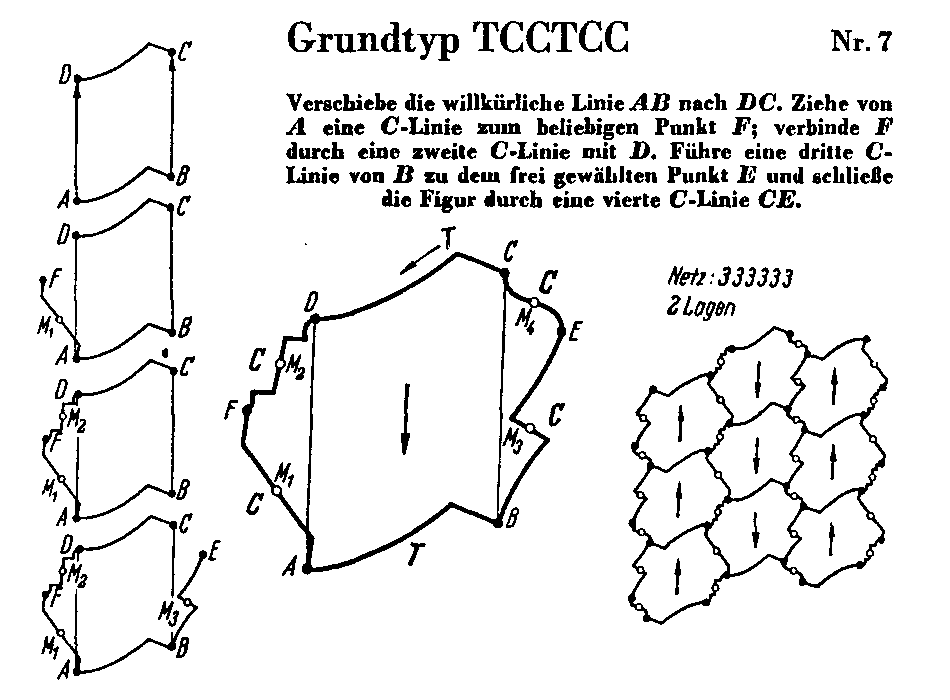 Grundtyp TCCTCC
Nr. 7
Verschiebe die willkürliche Linie AB nach DC. Ziehe von
A eine C-Linie zum beliebigen Punkt F; verbinde F
durch eine zweite C-Linie mit D. Führe eine dritte C-
Linie von B zu dem frei gewählten Punkt E und schließe
die Figur durch eine vierte C-Linie CE.
D
C
A
B
D
C
F
M1
A
B
D
C
M2
F
M1
A
B
D
C
E
M2
F
M3
M1
A
B
T
C
D
C
M4
E
C
M2
F
C
M3
M1
C
B
A
T
Netz: 333333
2 Lagen